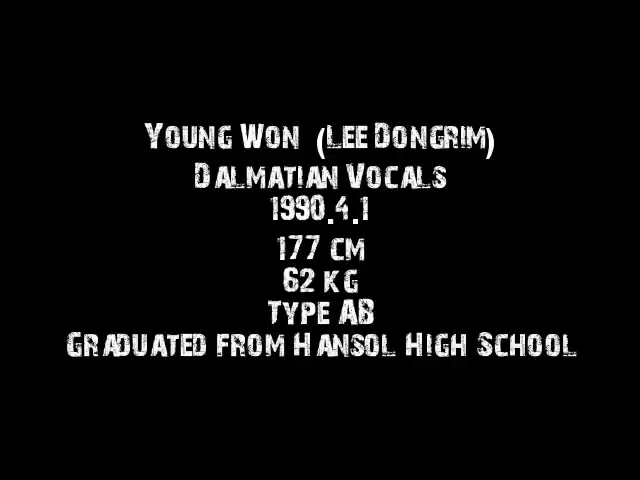 Young Won (Lee Dongrim)
Dalmatian Vocals
1990.4.1
177 cm
62 kg
Type AB
Graduated from Hansol High School